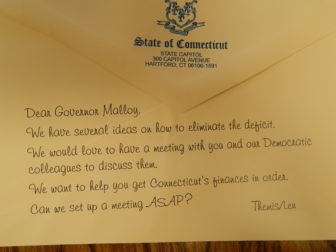 State of Connecticut
STATE CAPITOL
300 CAPITOL AVENUE
HARTFORD, CT 06106-1591
Dear Governor Malloy,
We have several ideas on how to eliminate the deficit.
We would love to have a meeting with you and our Democratic
colleagues to discuss them.
We want to help you get Connecticut's finances in order.
Can we set up a meeting ASAP?
Themis/Len